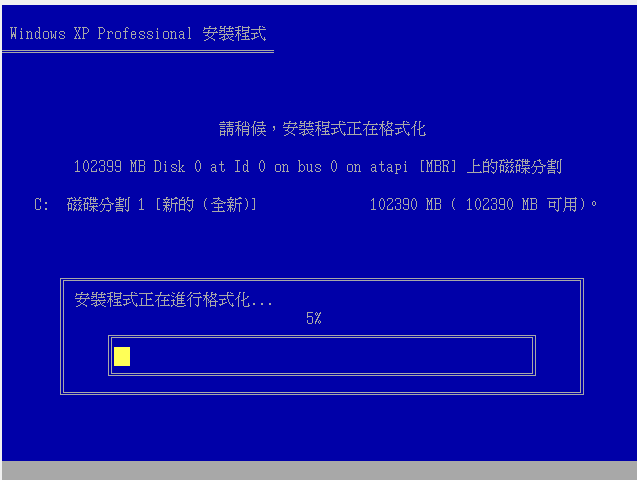 Windows XP Professional 安裝程式
請稍候，安裝程式正在格式化
102399 MB Disk 0 at Id 0 on bus 0 on atapi [MBR] 上的磁碟分割
C: 磁碟分割 1 [新的 (全新)] 102390 MB ( 102390 MB 可用)。
安裝程式正在進行格式化...
5%